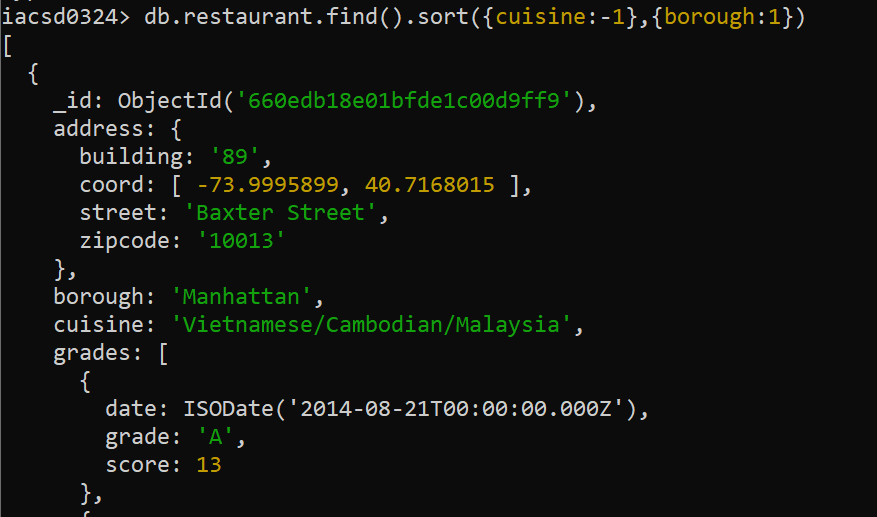 iacsd0324> db.restaurant.find().sort({cuisine:-1},{borough:1})
[
  {
    _id: ObjectId('660edb18e01bfde1c00d9ff9'),
    address: {
      building: '89',
      coord: [ -73.9995899, 40.7168015 ],
      street: 'Baxter Street',
      zipcode: '10013'
    },
    borough: 'Manhattan',
    cuisine: 'Vietnamese/Cambodian/Malaysia',
    grades: [
      {
        date: ISODate('2014-08-21T00:00:00.000Z'),
        grade: 'A',
        score: 13
      },